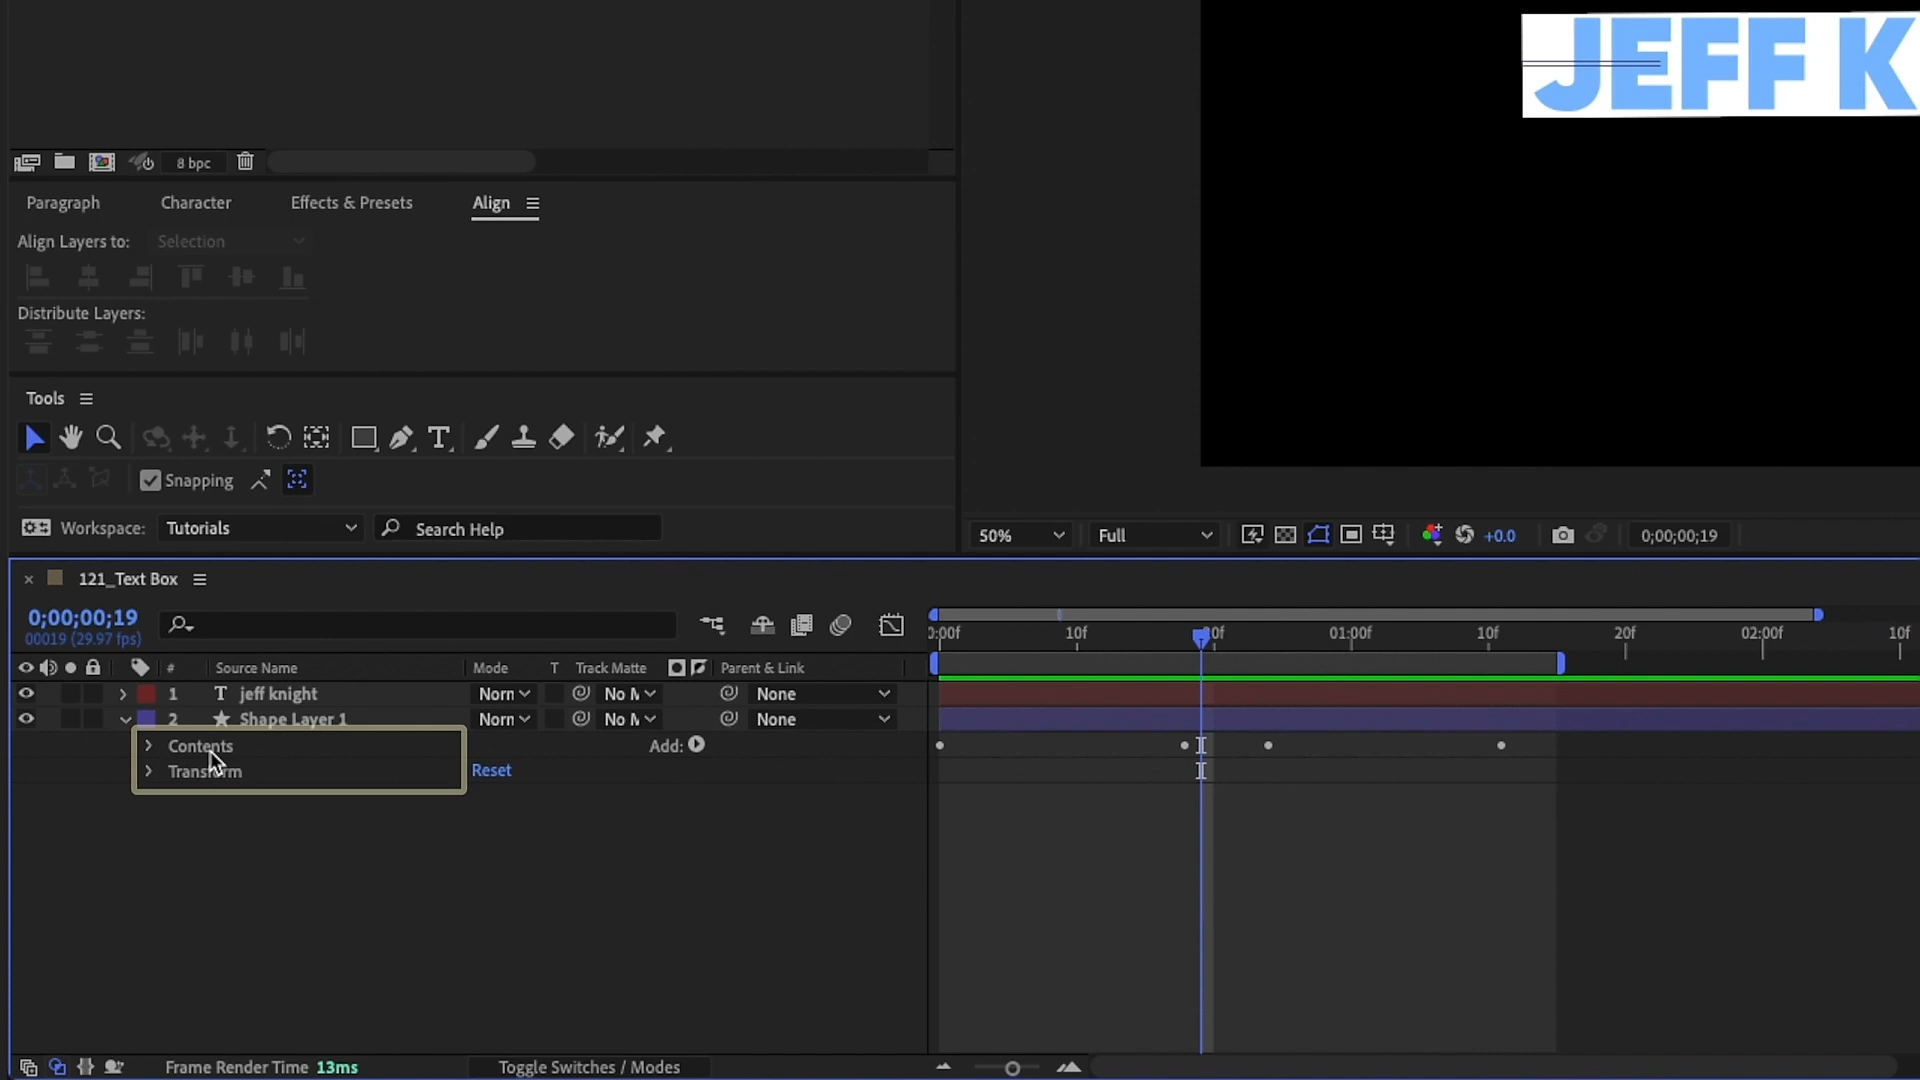 JEFF K
8 bpc
Paragraph Character Effects & Presets Align
Align Layers to: Selection
Distribute Layers:
Tools
T
Snapping
Workspace: Tutorials Search Help
50% Full +0.0 0;00;00;19
121_Text Box
0;00;00;19
00019 (29.97 fps)
:00f 10f 20f 01:00f 10f 20f 02:00f 10f
# Source Name Mode T Track Matte Parent & Link
1 T jeff knight Norn No M None
2 Shape Layer 1 Norn No M None
Contents Add:
Transform Reset
Frame Render Time 13ms Toggle Switches / Modes